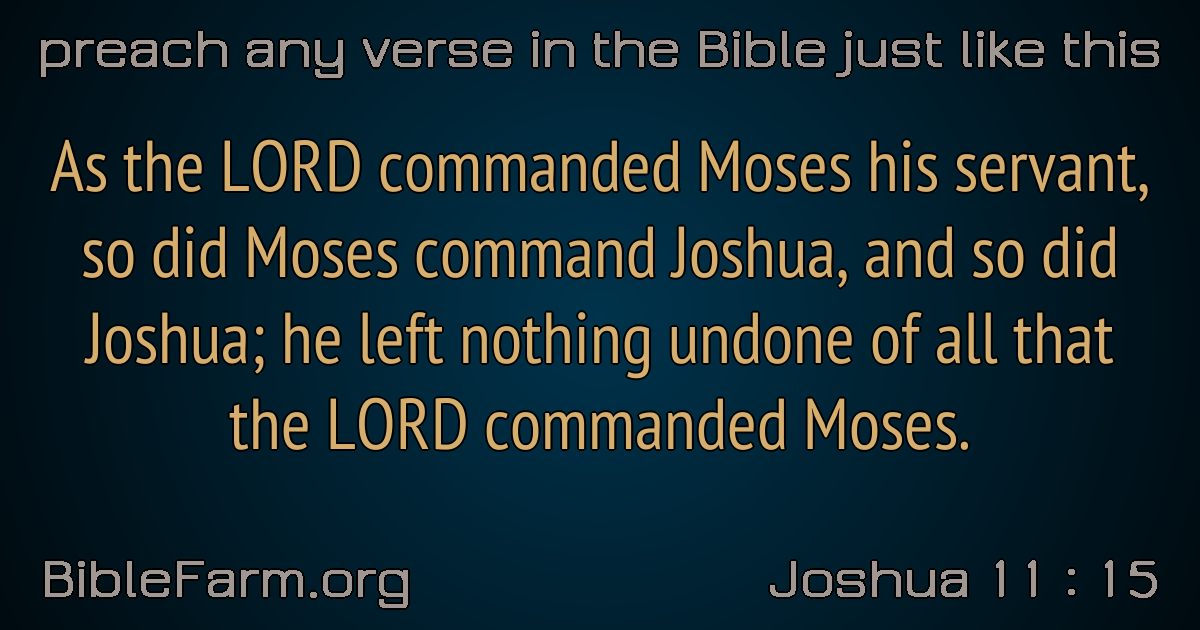 preach any verse in the Bible just like this
As the LORD commanded Moses his servant,
so did Moses command Joshua, and so did
Joshua; he left nothing undone of all that
the LORD commanded Moses.
BibleFarm.org
Joshua 11 : 15